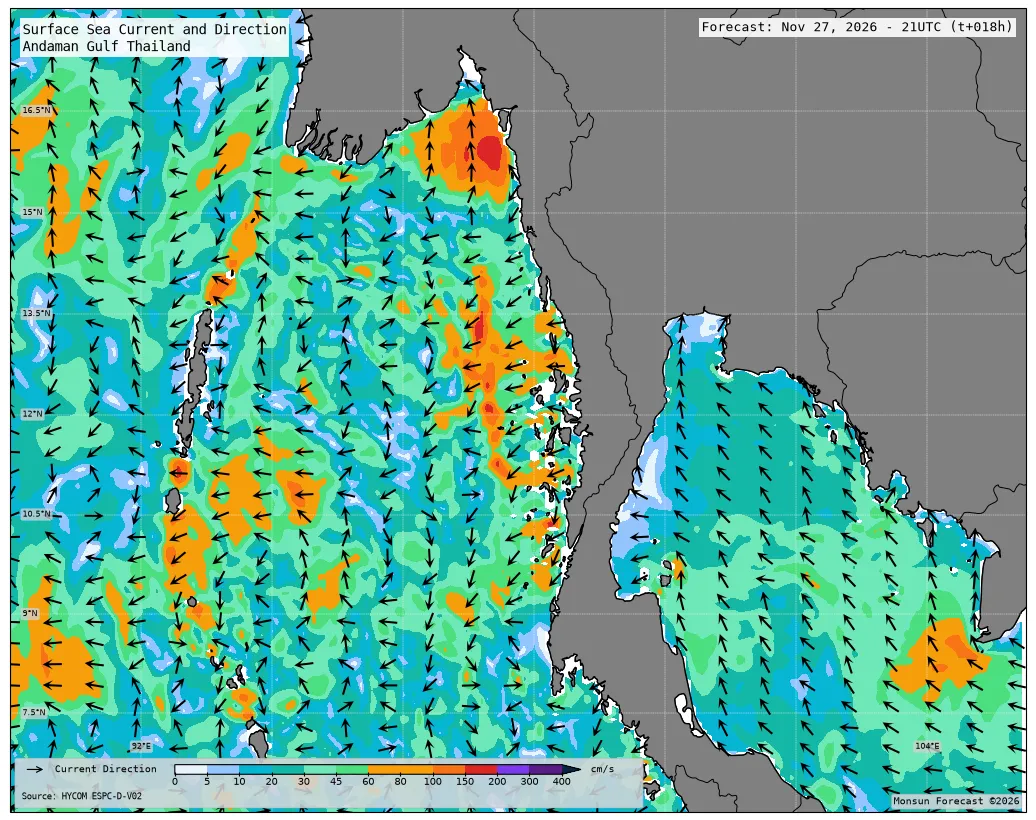 Surface Sea Current and Direction
Andaman Gulf Thailand
Forecast: Nov 27, 2026 - 21UTC (t+018h)
16.5°N
15°N
13.5°N
12°N
10.5°N
9°N
7.5°N
92°E
104°E
Current Direction
0 5 10 20 30 45 60 80 100 150 200 300 400 cm/s
Source: HYCOM ESPC-D-V02
Monsun Forecast ©2026